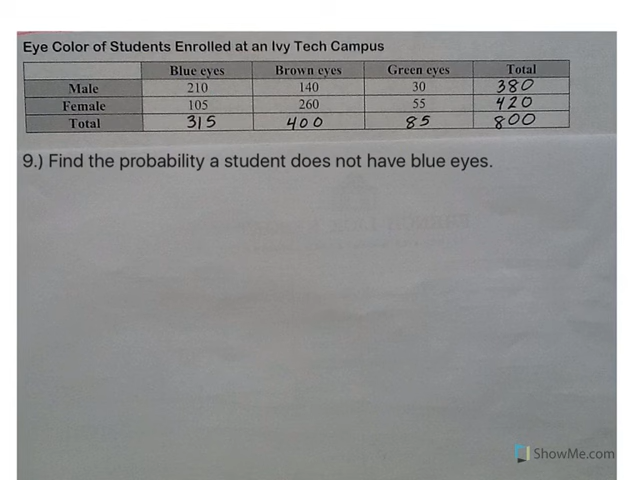 Eye Color of Students Enrolled at an Ivy Tech Campus
Blue eyes Brown eyes Green eyes Total
Male 210 140 30 380
Female 105 260 55 420
Total 315 400 85 800
9.) Find the probability a student does not have blue eyes.
ShowMe.com